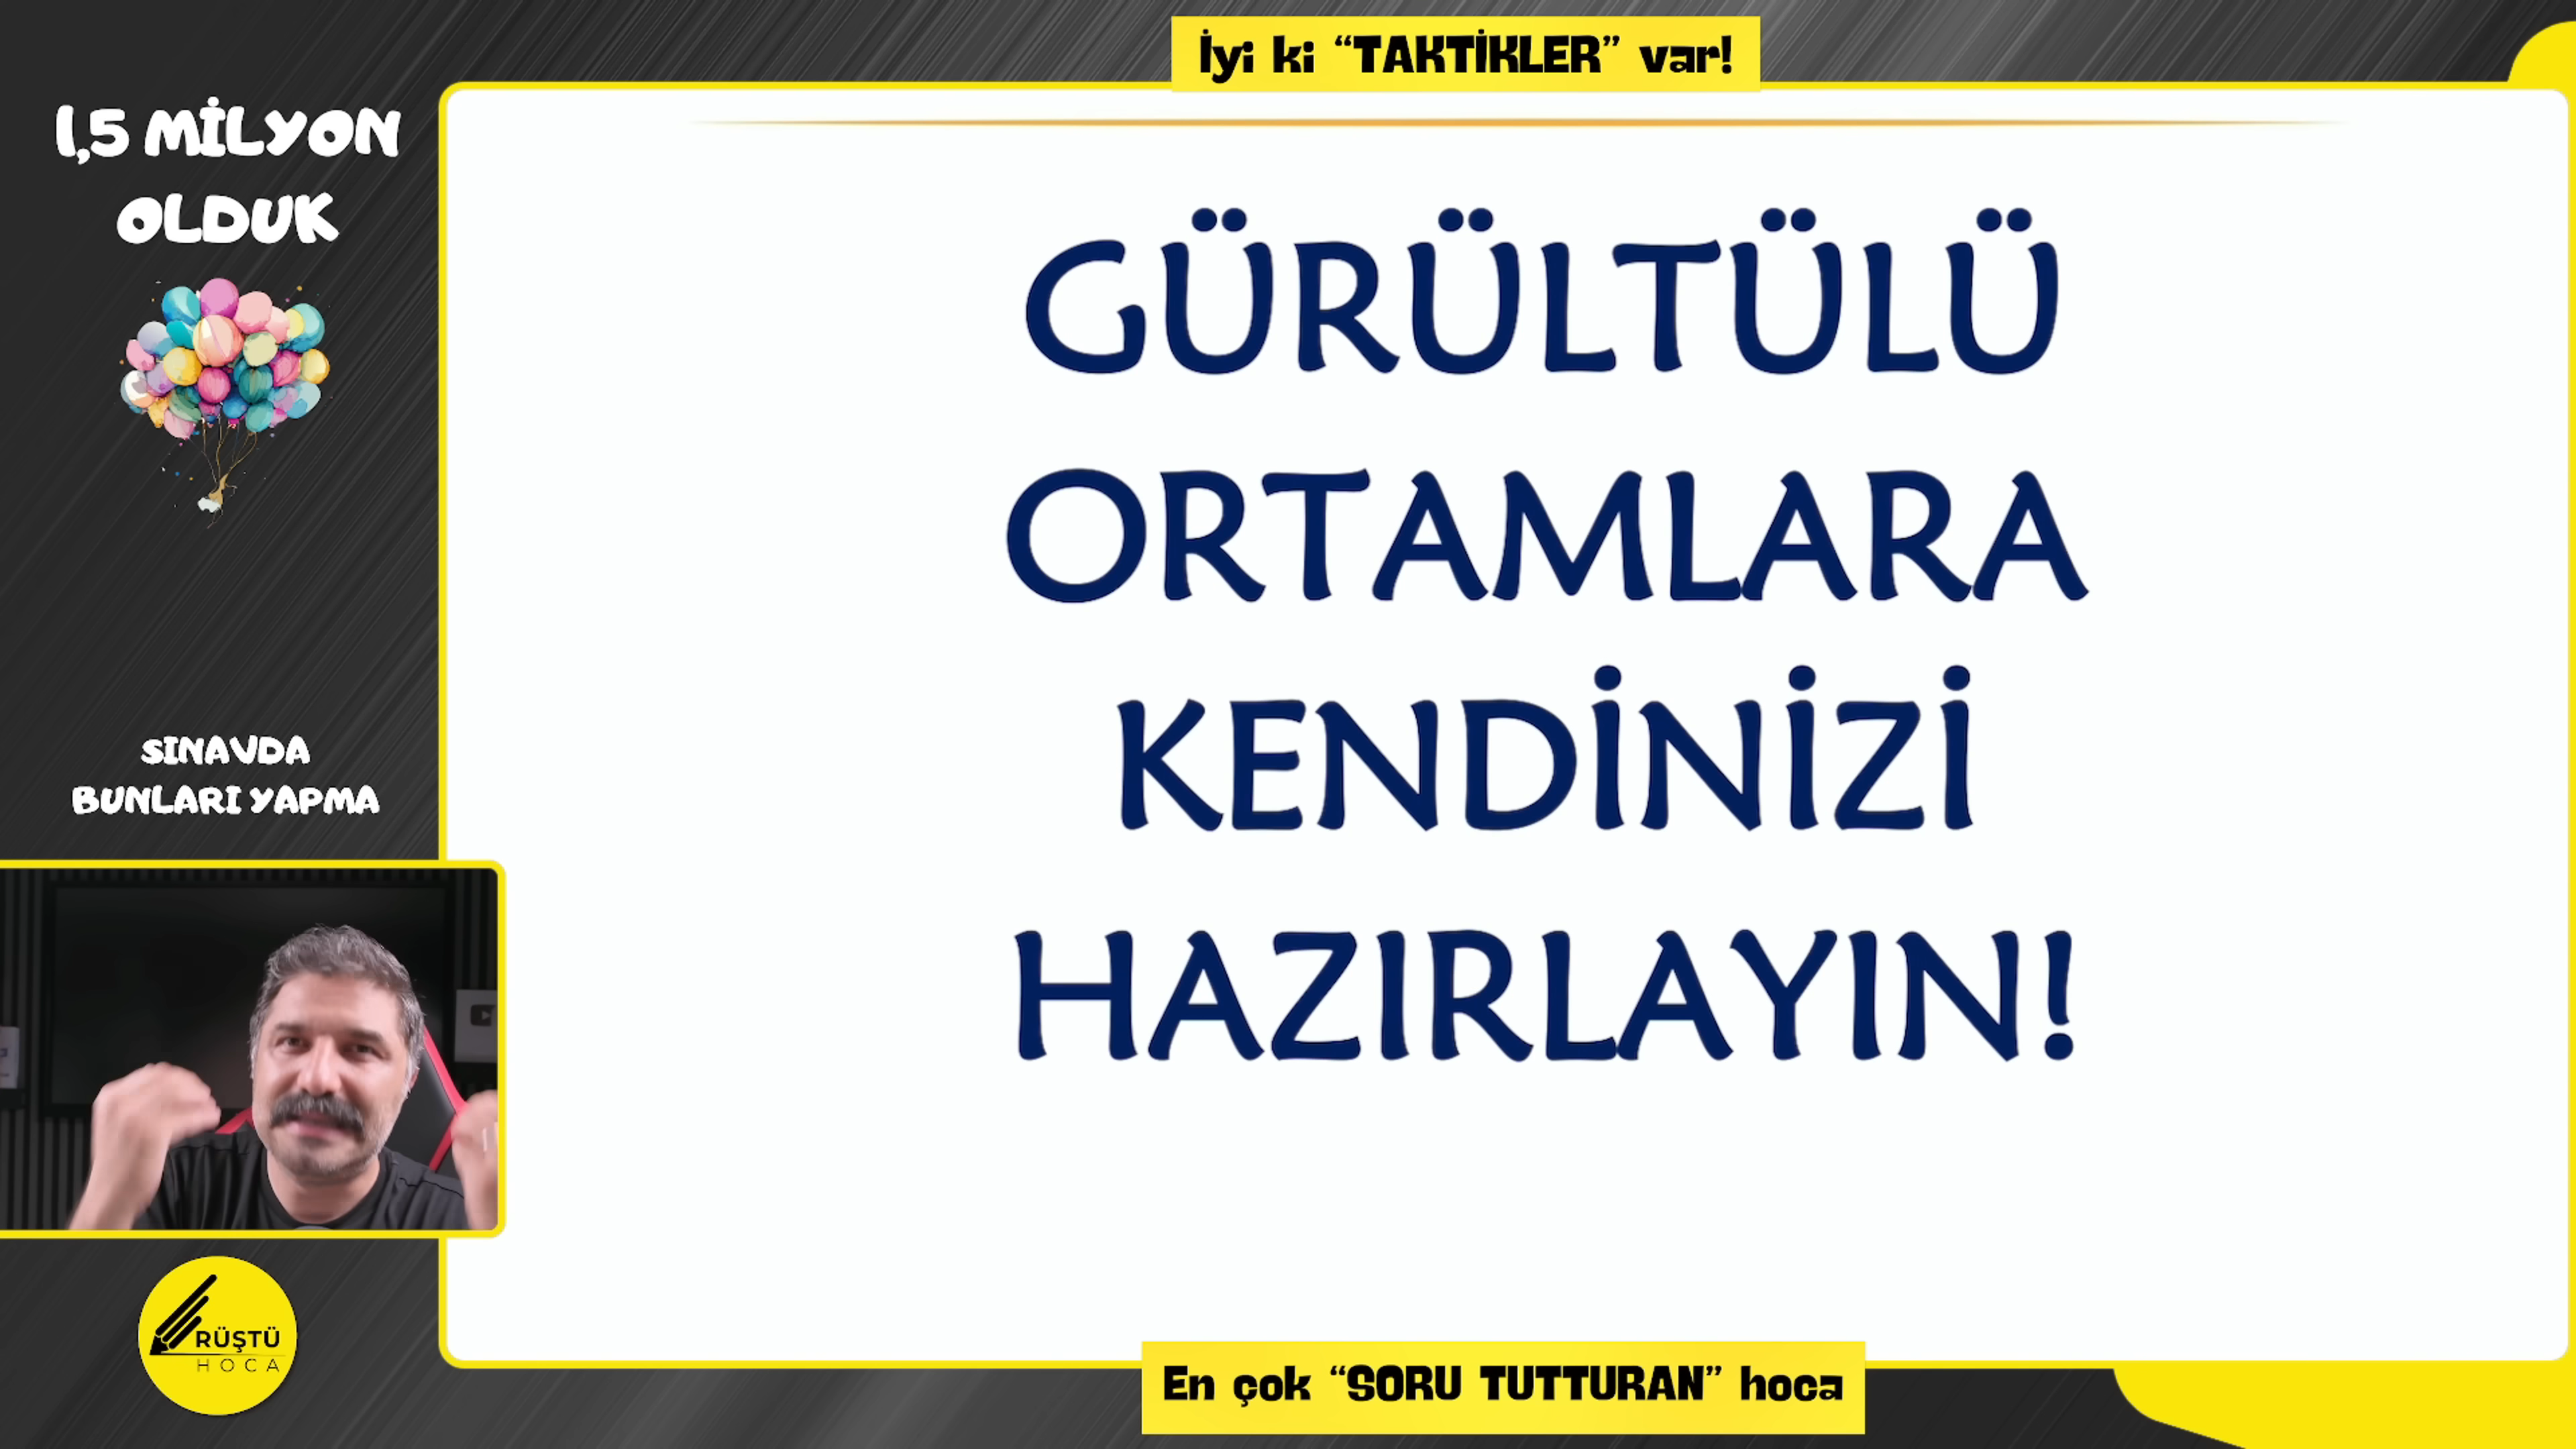 İyi ki “TAKTİKLER” var!
1,5 MİLYON
OLDUK
GÜRÜLTÜLÜ
ORTAMLARA
KENDİNİZİ
HAZIRLAYIN!
SINAVDA
BUNLARI YAPMA
RÜŞTÜ
HOCA
En çok “SORU TUTTURAN” hoca